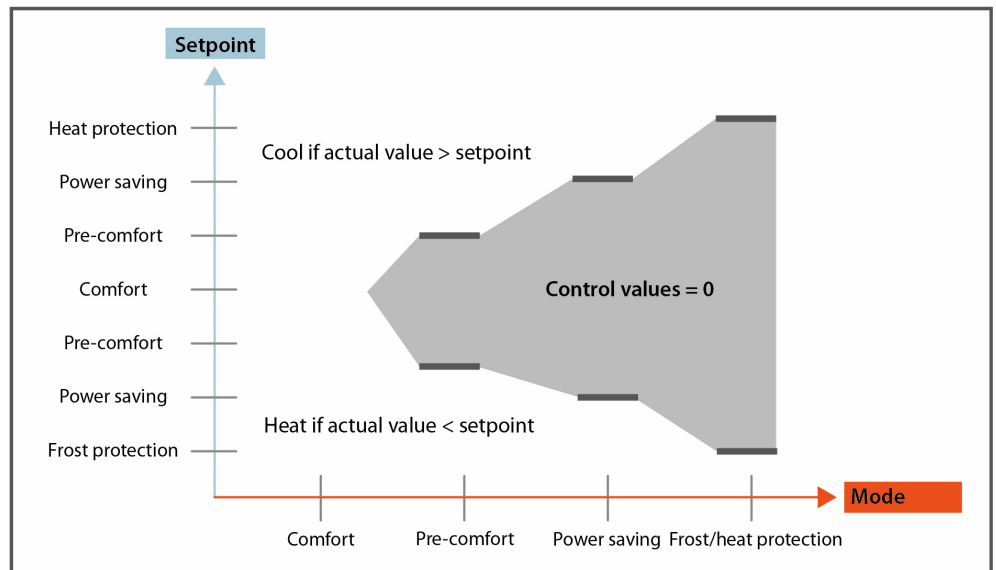 Setpoint
Heat protection
Cool if actual value > setpoint
Power saving
Pre-comfort
Comfort
Control values = 0
Pre-comfort
Power saving
Heat if actual value < setpoint
Frost protection
Mode
Comfort
Pre-comfort
Power saving
Frost/heat protection